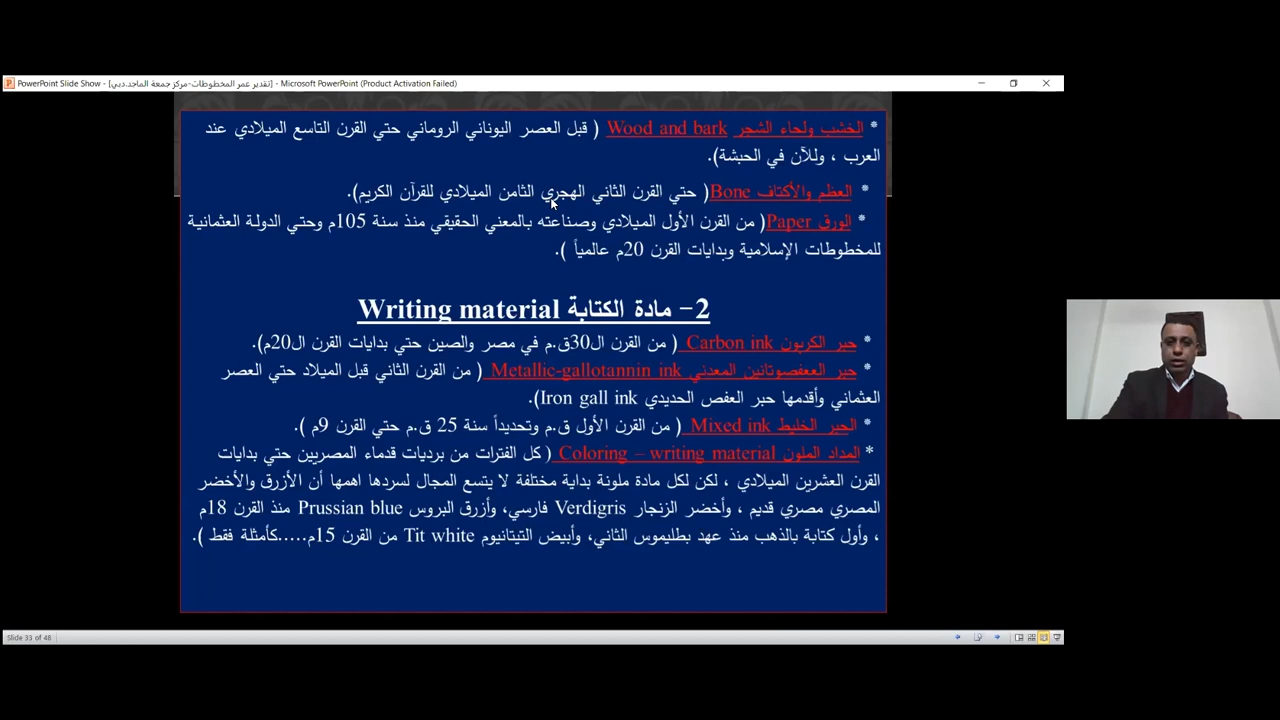 PowerPoint Slide Show - [تقدير عمر المخطوطات-مركز جمعة الماجد.دبي] - Microsoft PowerPoint (Product Activation Failed)
* الخشب ولحاء الشجر Wood and bark ( قبل العصر اليوناني الروماني حتي القرن التاسع الميلادي عند
العرب ، وللآن في الحبشة).
* العظم والأكتاف Bone( حتي القرن الثاني الهجري الثامن الميلادي للقرآن الكريم).
* الورق Paper( من القرن الأول الميلادي وصناعته بالمعني الحقيقي منذ سنة 105م وحتي الدولة العثمانية
للمخطوطات الإسلامية وبدايات القرن 20م عالمياً ).
2- مادة الكتابة Writing material
* حبر الكربون Carbon ink ( من القرن ال30ق.م في مصر والصين حتي بدايات القرن ال20م).
* حبر الععفصوتانين المعدني Metallic-gallotannin ink ( من القرن الثاني قبل الميلاد حتي العصر
العثماني وأقدمها حبر العفص الحديدي Iron gall ink).
* الحبر الخليط Mixed ink ( من القرن الأول ق.م وتحديداً سنة 25 ق.م حتي القرن 9م ).
* المداد الملون Coloring – writing material ( كل الفترات من برديات قدماء المصريين حتي بدايات
القرن العشرين الميلادي ، لكن لكل مادة ملونة بداية مختلفة لا يتسع المجال لسردها اهمها أن الأزرق والأخضر
المصري مصري قديم ، وأخضر الزنجار Verdigris فارسي، وأزرق البروس Prussian blue منذ القرن 18م
، وأول كتابة بالذهب منذ عهد بطليموس الثاني، وأبيض التيتانيوم Tit white من القرن 15م.....كأمثلة فقط ).
Slide 33 of 48